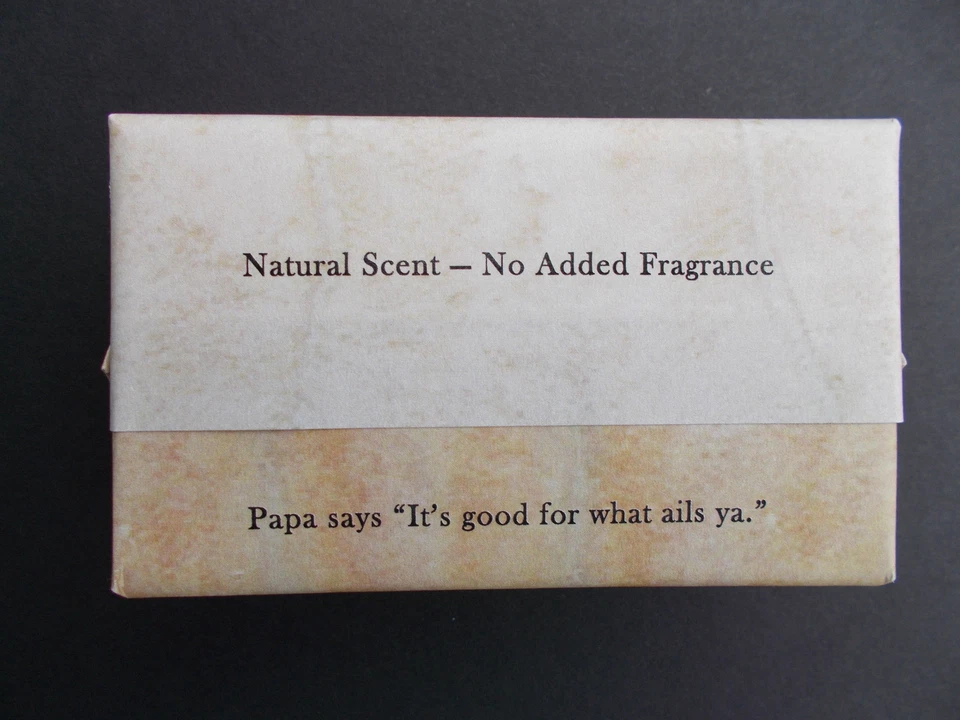 Natural Scent – No Added Fragrance
Papa says “It’s good for what ails ya.”